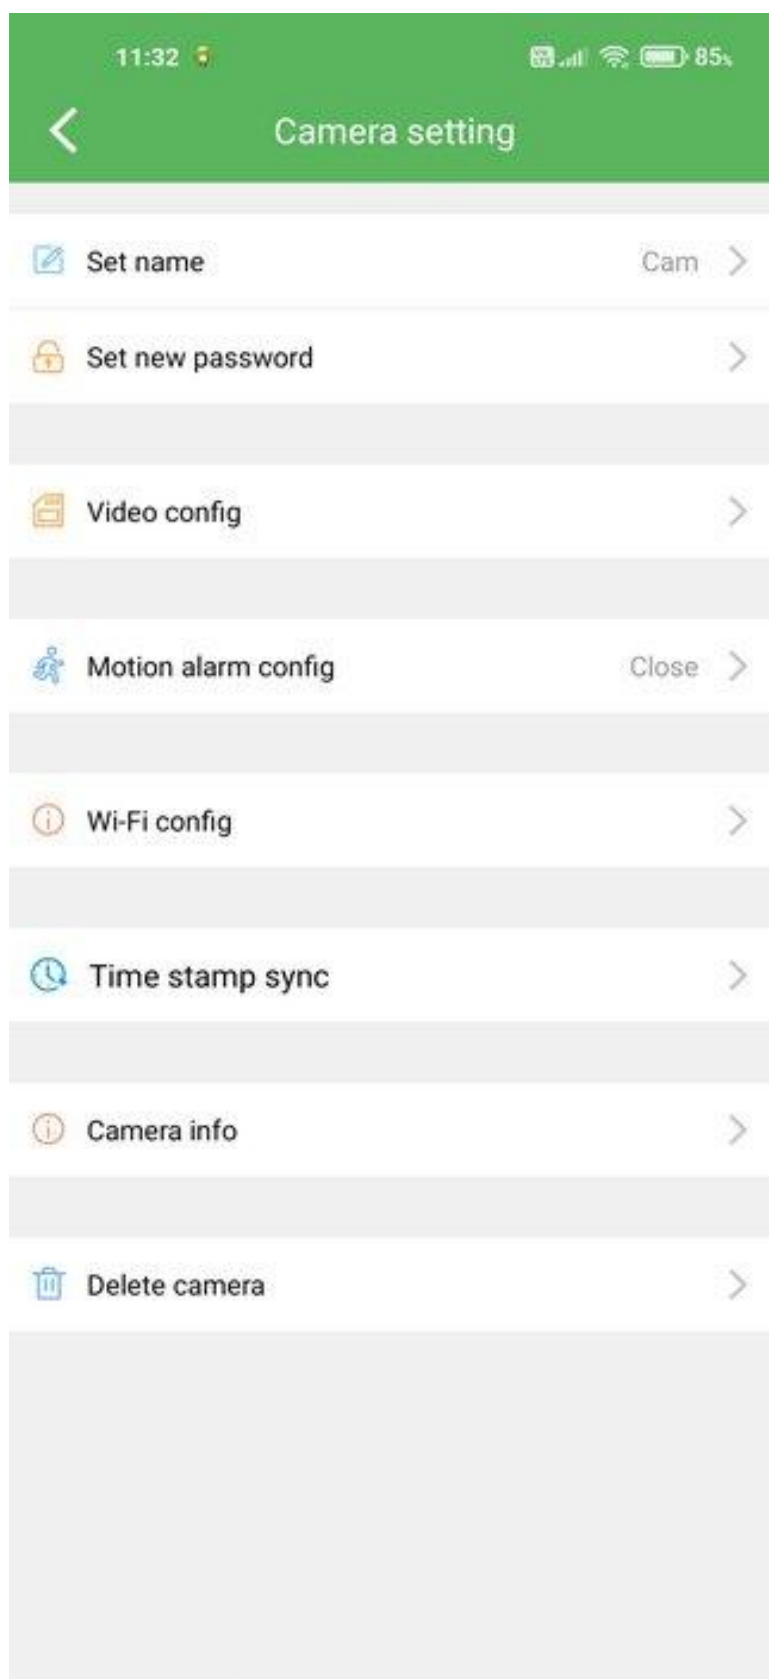 11:32
85%
Camera setting
Set name
Cam
Set new password
Video config
Motion alarm config
Close
Wi-Fi config
Time stamp sync
Camera info
Delete camera